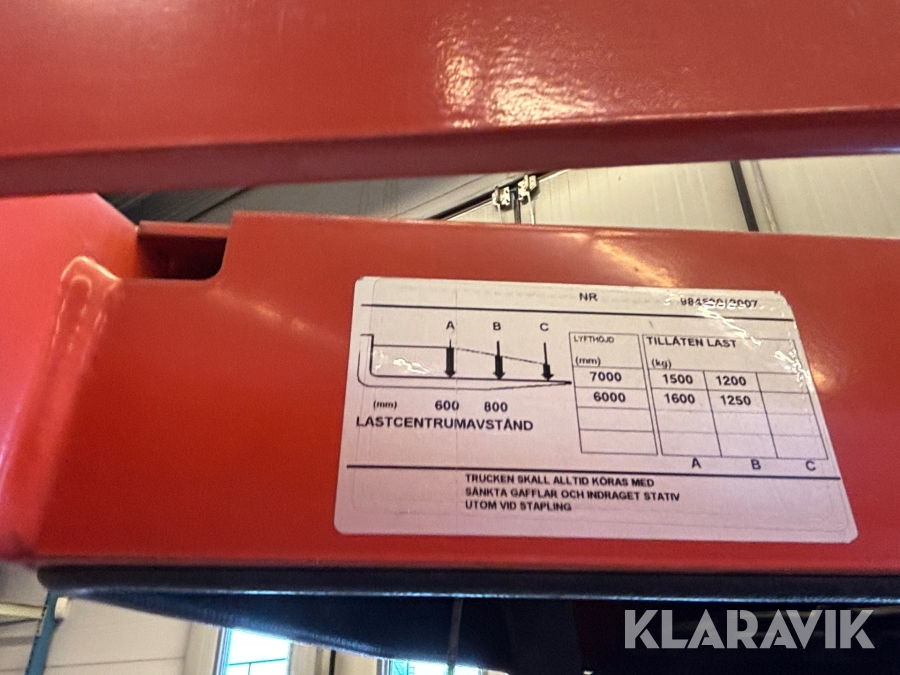 NR
A B C
LYFTHÖJD TILLÅTEN LAST
(mm) (kg)
7000 1500 1200
6000 1600 1250
(mm) 600 800
LASTCENTRUMAVSTÅND
A B C
TRUCKEN SKALL ALLTID KÖRAS MED
SÄNKTA GAFFLAR OCH INDRAGET STATIV
UTOM VID STAPLING
KLARAVIK